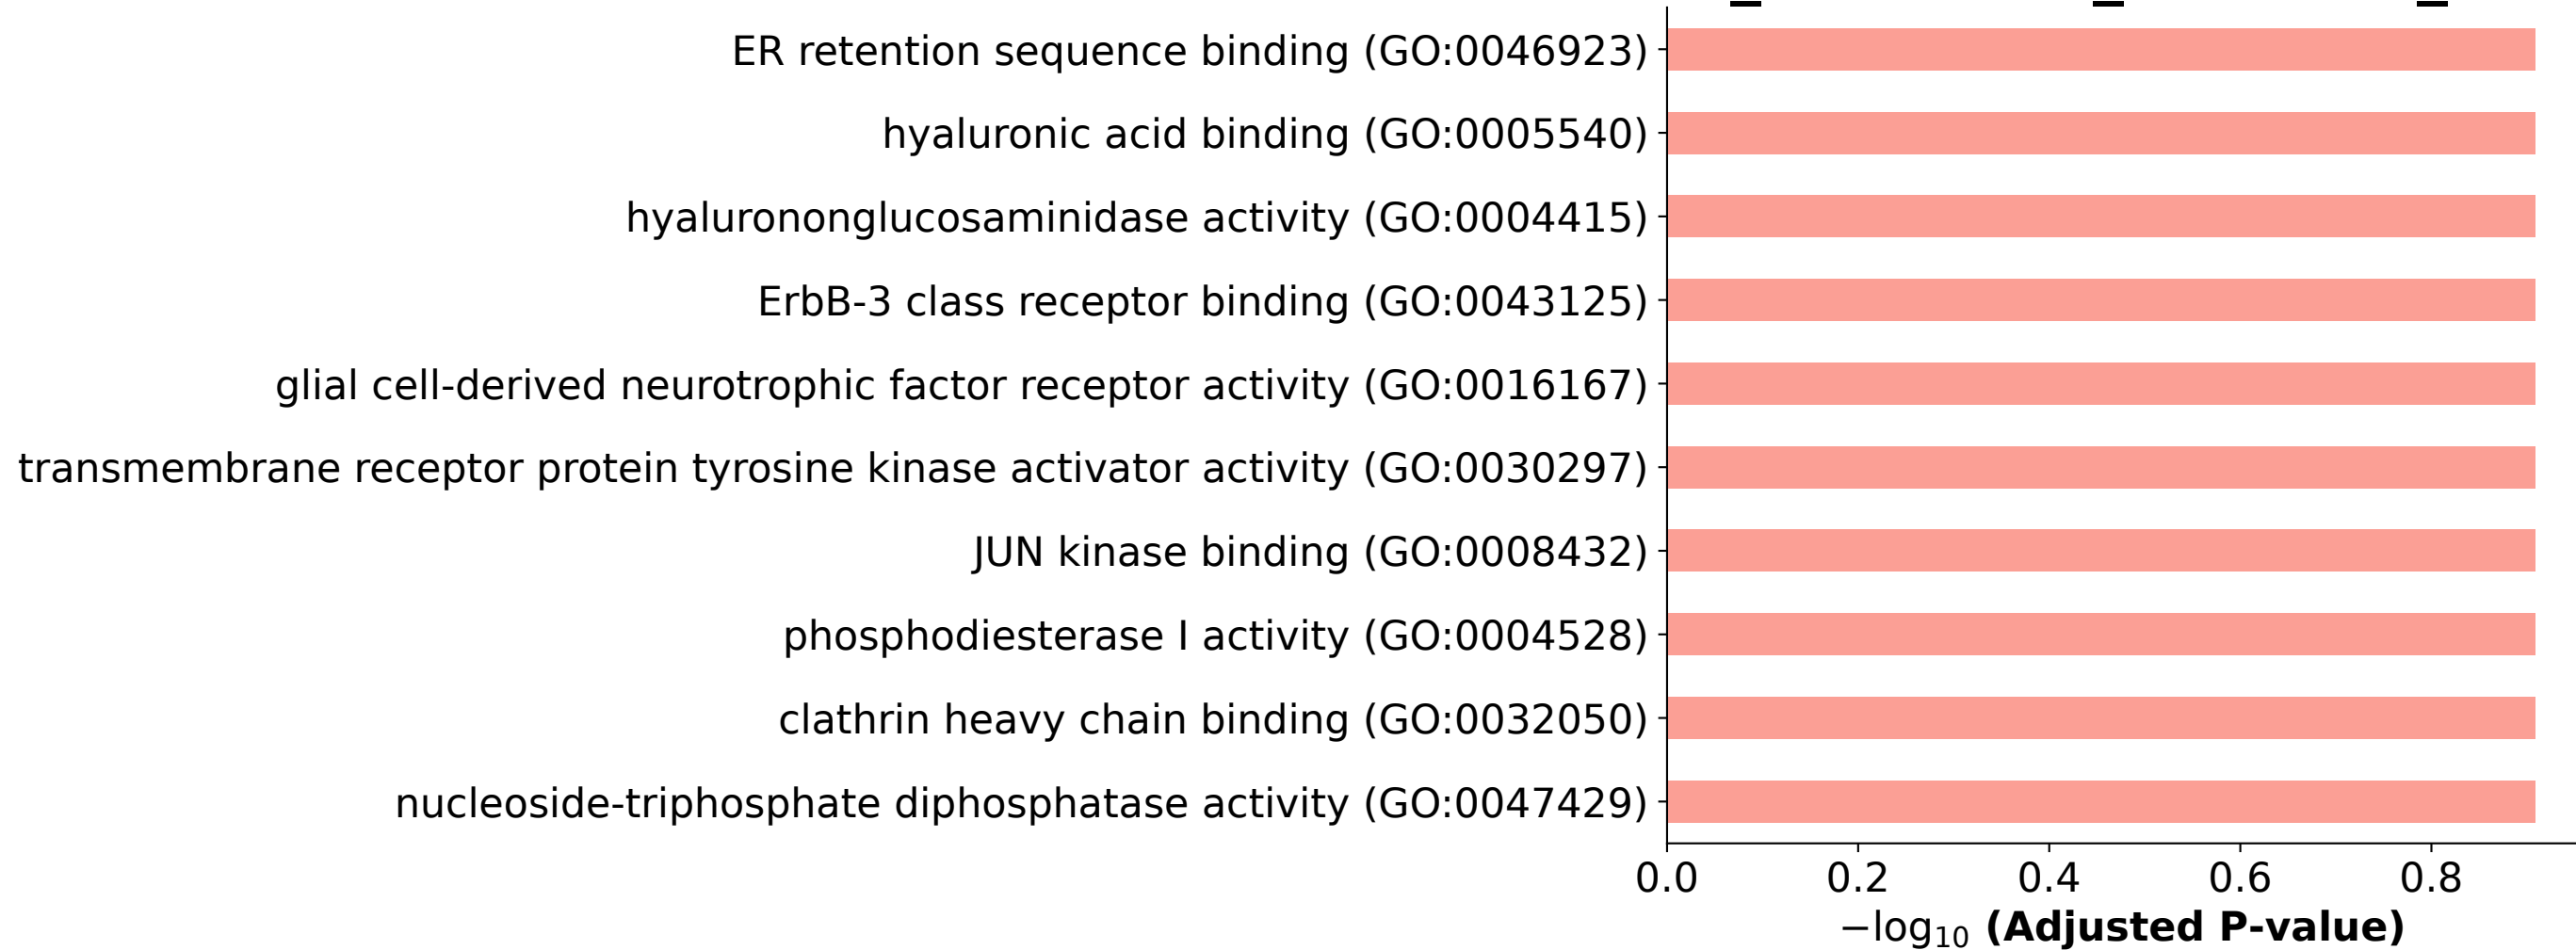 ER retention sequence binding (GO:0046923)
hyaluronic acid binding (GO:0005540)
hyalurononglucosaminidase activity (GO:0004415)
ErbB-3 class receptor binding (GO:0043125)
glial cell-derived neurotrophic factor receptor activity (GO:0016167)
transmembrane receptor protein tyrosine kinase activator activity (GO:0030297)
JUN kinase binding (GO:0008432)
phosphodiesterase I activity (GO:0004528)
clathrin heavy chain binding (GO:0032050)
nucleoside-triphosphate diphosphatase activity (GO:0047429)
0.0 0.2 0.4 0.6 0.8
−log₁₀ (Adjusted P-value)